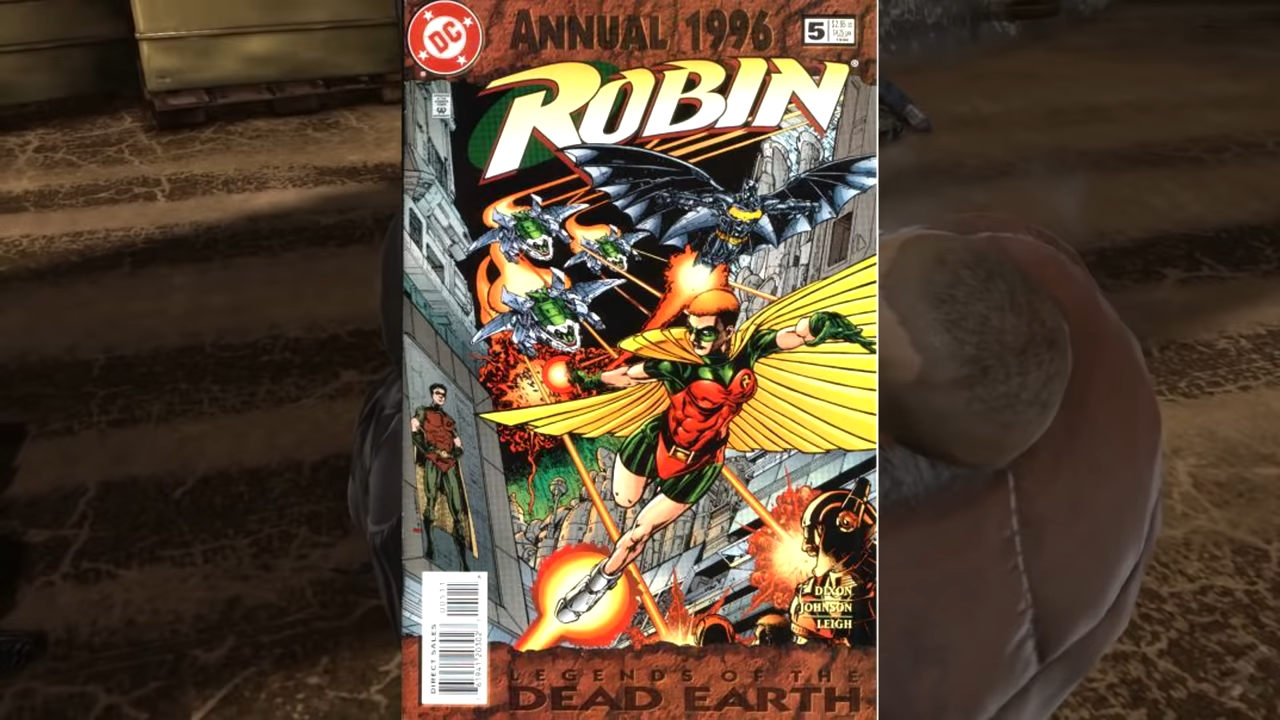 DC
ANNUAL 1996
5
ROBIN
®
R
DIXON
JOHNSON
LEIGH
DIRECT SALES
LEGENDS OF THE
DEAD EARTH